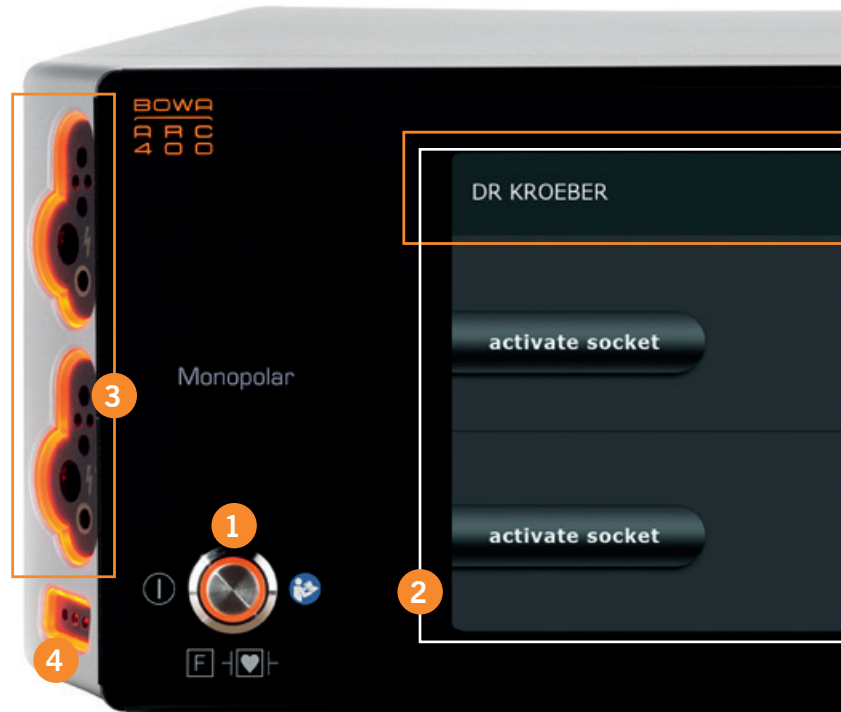 BOWA
ARC
400
DR KROEBER
activate socket
3
Monopolar
1
activate socket
2
4
F